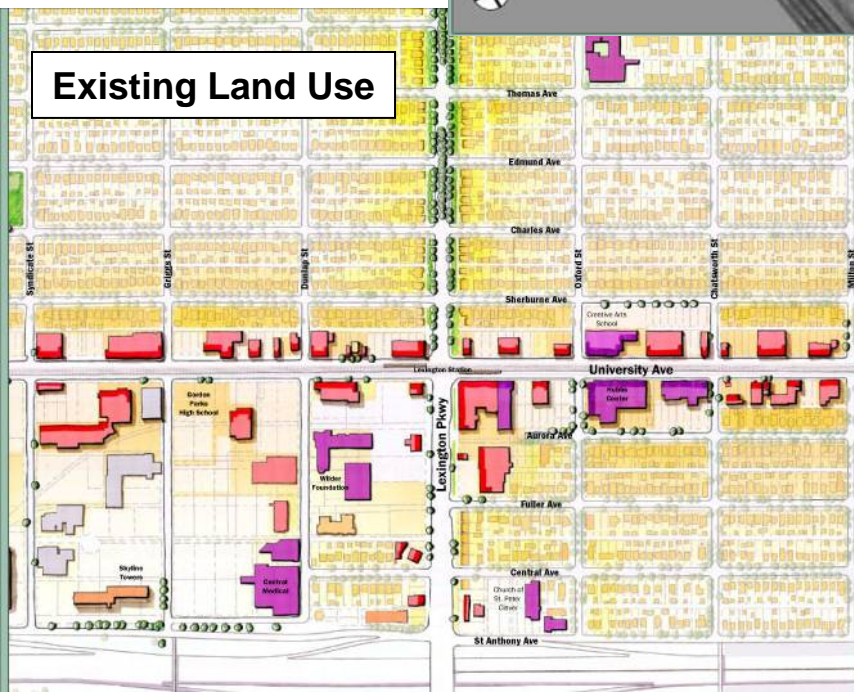 Existing Land Use
Thomas Ave
Edmund Ave
Charles Ave
Syndicate St
Griggs St
Dunlap St
Oxford St
Chatsworth St
Milton St
Sherburne Ave
Creative Arts
School
Lexington Station
University Ave
Gordon
Parks
High School
Hubbs
Center
Lexington Pkwy
Aurora Ave
Wilder
Foundation
Fuller Ave
Skyline
Towers
Central
Medical
Central Ave
Church of
St. Peter
Claver
St Anthony Ave